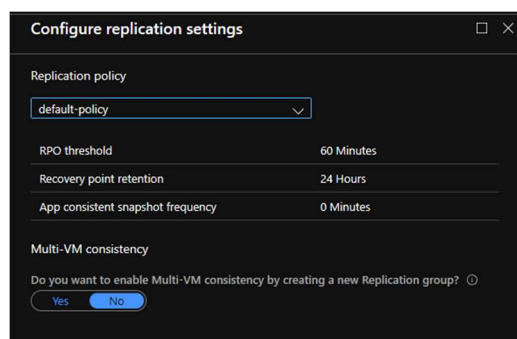 Configure replication settings
Replication policy
default-policy
RPO threshold 60 Minutes
Recovery point retention 24 Hours
App consistent snapshot frequency 0 Minutes
Multi-VM consistency
Do you want to enable Multi-VM consistency by creating a new Replication group?
Yes No